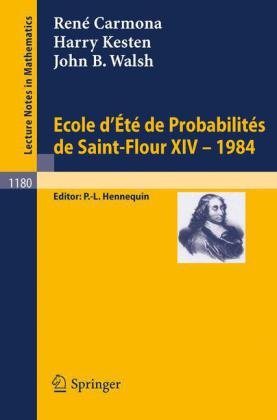 René Carmona
Harry Kesten
John B. Walsh
Lecture Notes in Mathematics
Ecole d'Été de Probabilités
de Saint-Flour XIV – 1984
1180
Editor: P.-L. Hennequin
Springer